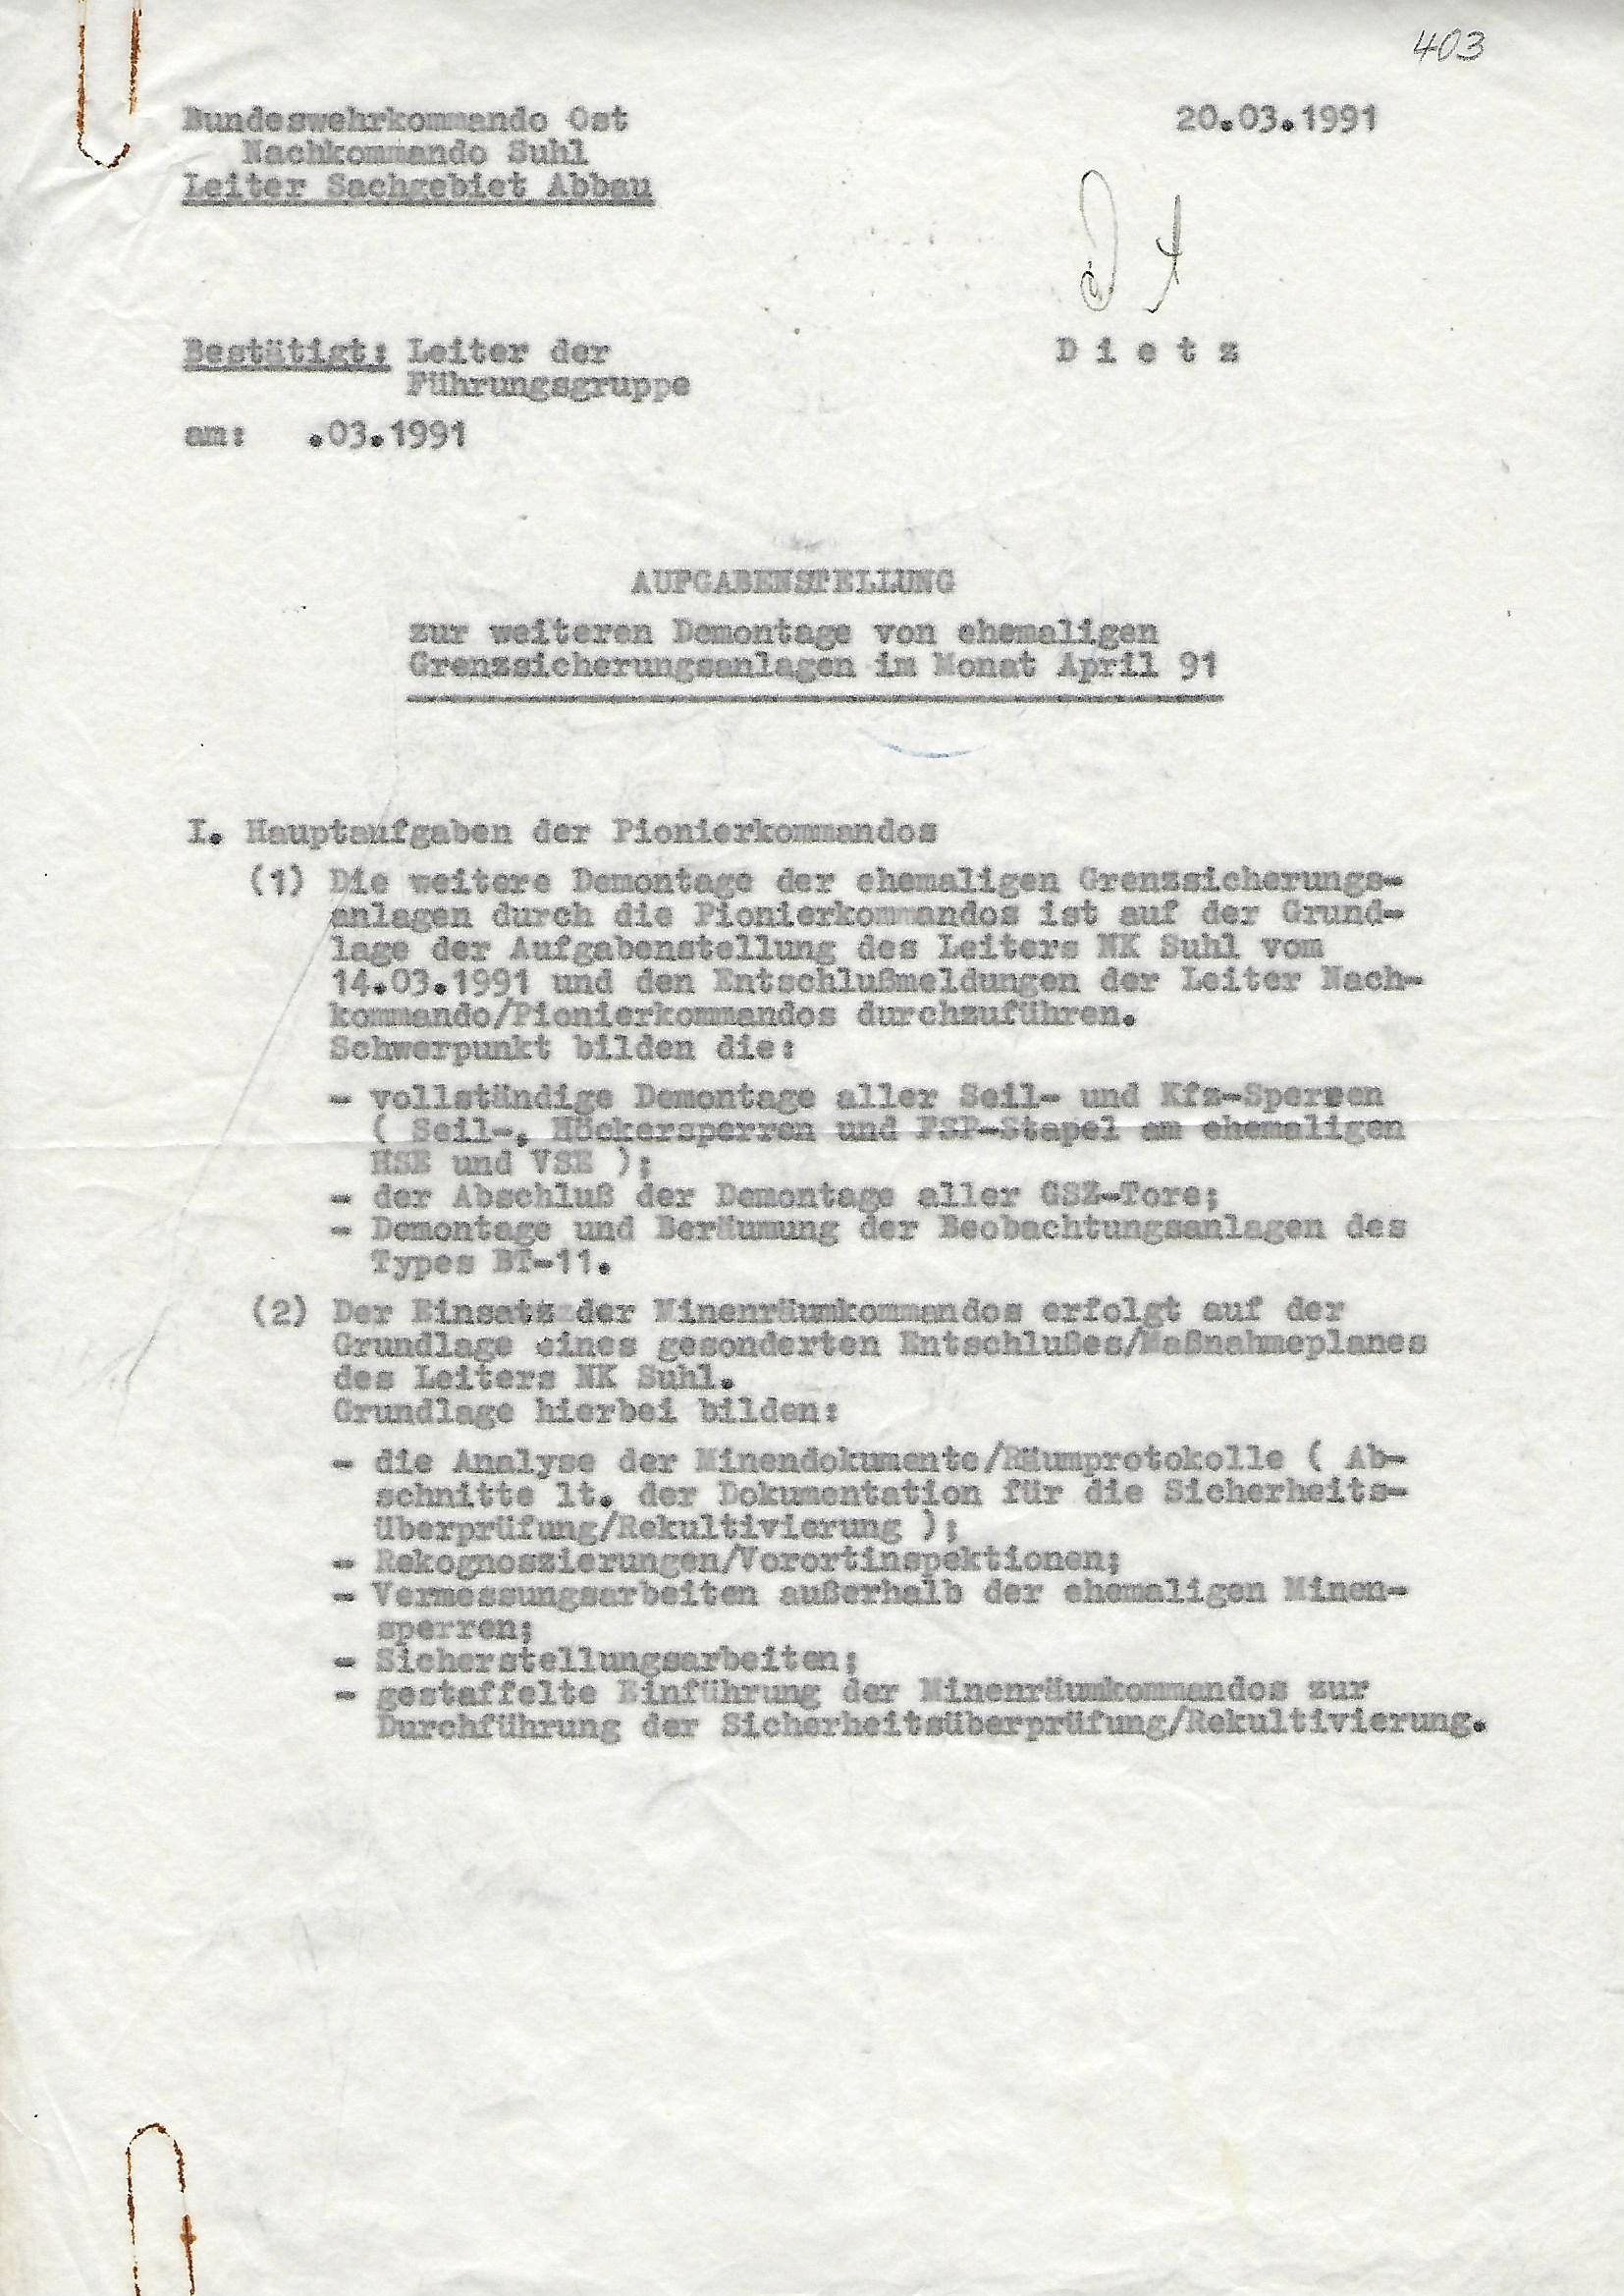 403
Bundeswehrkommando Ost 20.03.1991
Nachkommando Suhl
Leiter Sachgebiet Abbau
Bestätigt: Leiter der D i e t z
Führungsgruppe
am: .03.1991
AUFGABENSTELLUNG
zur weiteren Demontage von ehemaligen
Grenzsicherungsanlagen im Monat April 91
I. Hauptaufgaben der Pionierkommandos
(1) Die weitere Demontage der ehemaligen Grenzsicherungs-
anlagen durch die Pionierkommandos ist auf der Grund-
lage der Aufgabenstellung des Leiters NK Suhl vom
14.03.1991 und den Entschlußmeldungen der Leiter Nach-
kommando/Pionierkommandos durchzuführen.
Schwerpunkt bilden die:
- vollständige Demontage aller Seil- und Kfz-Sperren
( Seil-, Höckersperren und PSP-Stapel am ehemaligen
HSE und VSE );
- der Abschluß der Demontage aller GSZ-Tore;
- Demontage und Beräumung der Beobachtungsanlagen des
Types BT-11.
(2) Der Einsatz der Minenräumkommandos erfolgt auf der
Grundlage eines gesonderten Entschlußes/Maßnahmeplanes
des Leiters NK Suhl.
Grundlage hierbei bilden:
- die Analyse der Minendokumente/Räumprotokolle ( Ab-
schnitte lt. der Dokumentation für die Sicherheits-
überprüfung/Rekultivierung );
- Rekognoszierungen/Vorortinspektionen;
- Vermessungsarbeiten außerhalb der ehemaligen Minen-
sperren;
- Sicherstellungsarbeiten;
- gestaffelte Einführung der Minenräumkommandos zur
Durchführung der Sicherheitsüberprüfung/Rekultivierung.